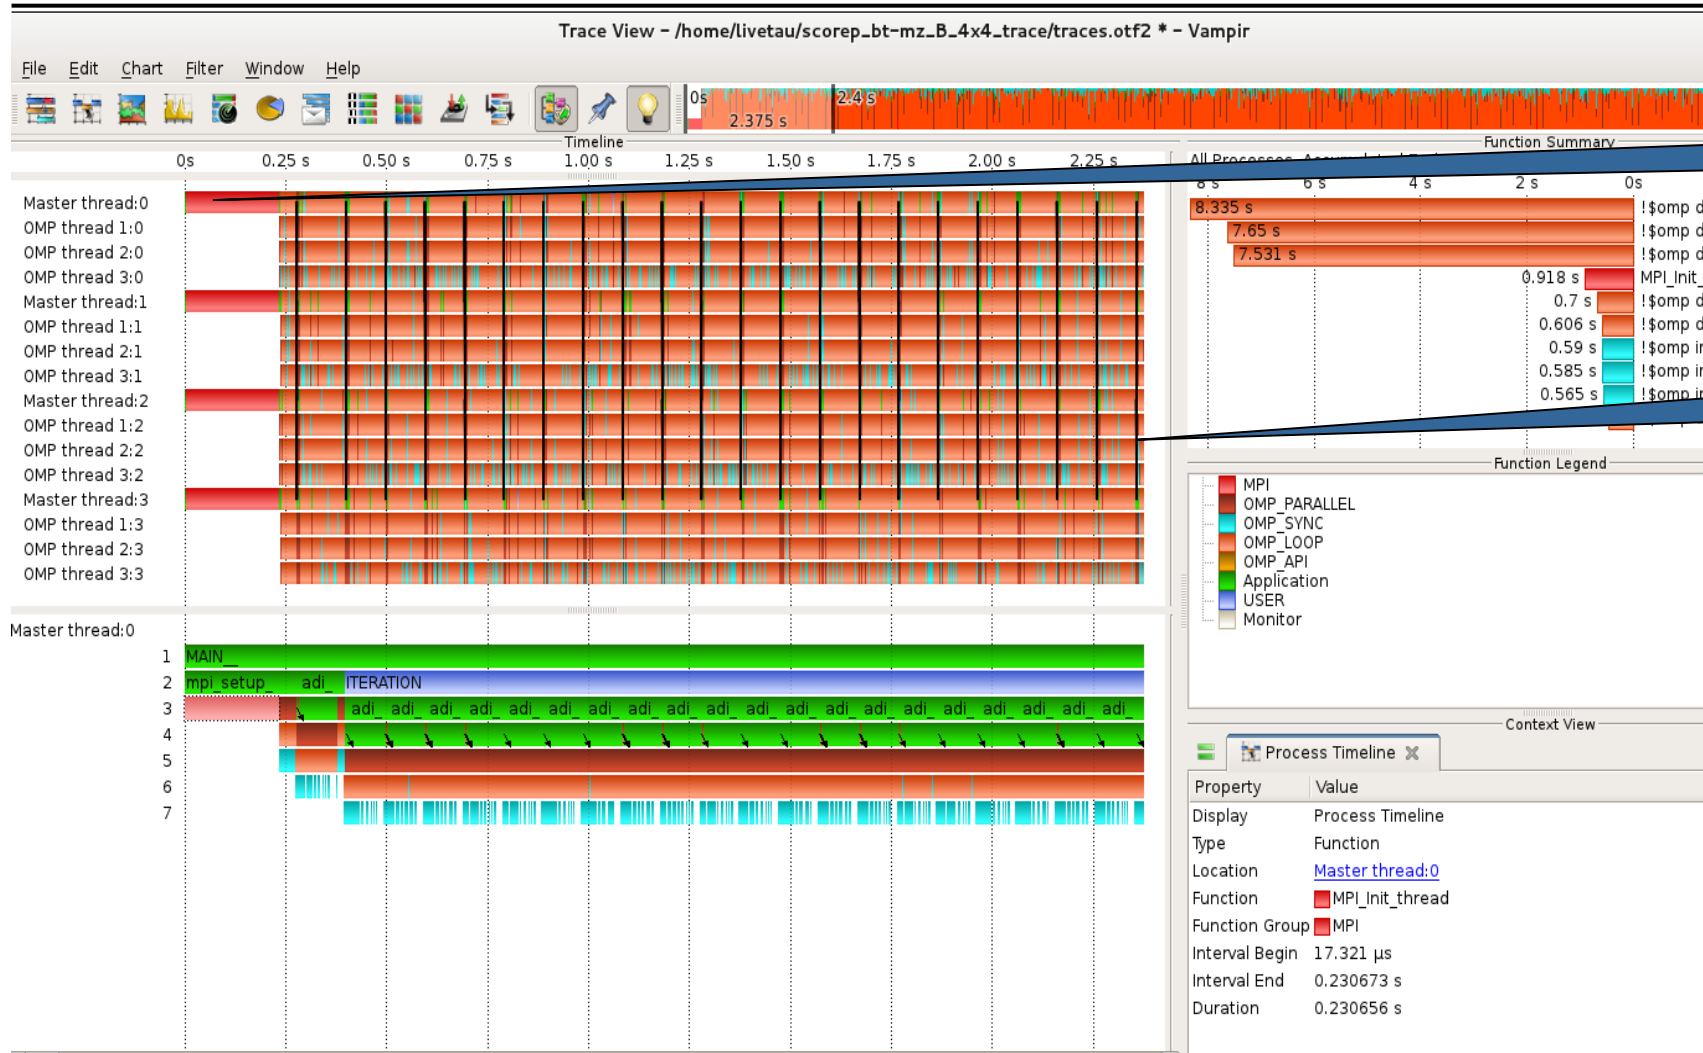 Trace View – /home/livetau/scorep_bt-mz_B_4x4_trace/traces.otf2 * – Vampir
File Edit Chart Filter Window Help
0s 2.375 s 2.4 s
Timeline
0s 0.25 s 0.50 s 0.75 s 1.00 s 1.25 s 1.50 s 1.75 s 2.00 s 2.25 s
Master thread:0
OMP thread 1:0
OMP thread 2:0
OMP thread 3:0
Master thread:1
OMP thread 1:1
OMP thread 2:1
OMP thread 3:1
Master thread:2
OMP thread 1:2
OMP thread 2:2
OMP thread 3:2
Master thread:3
OMP thread 1:3
OMP thread 2:3
OMP thread 3:3
Master thread:0
1 MAIN__
2 mpi_setup_ adi_ ITERATION
3 adi_ adi_ adi_ adi_ adi_ adi_ adi_ adi_ adi_ adi_ adi_ adi_ adi_ adi_ adi_ adi_ adi_ adi_ adi_ adi_
4
5
6
7
Function Summary
All Processes, Accumulated
8 s 6 s 4 s 2 s 0s
8.335 s !$omp d
7.65 s !$omp d
7.531 s !$omp d
0.918 s MPI_Init_
0.7 s !$omp d
0.606 s !$omp d
0.59 s !$omp in
0.585 s !$omp in
0.565 s !$omp in
Function Legend
MPI
OMP_PARALLEL
OMP_SYNC
OMP_LOOP
OMP_API
Application
USER
Monitor
Context View
Process Timeline
Property Value
Display Process Timeline
Type Function
Location Master thread:0
Function MPI_Init_thread
Function Group MPI
Interval Begin 17.321 µs
Interval End 0.230673 s
Duration 0.230656 s